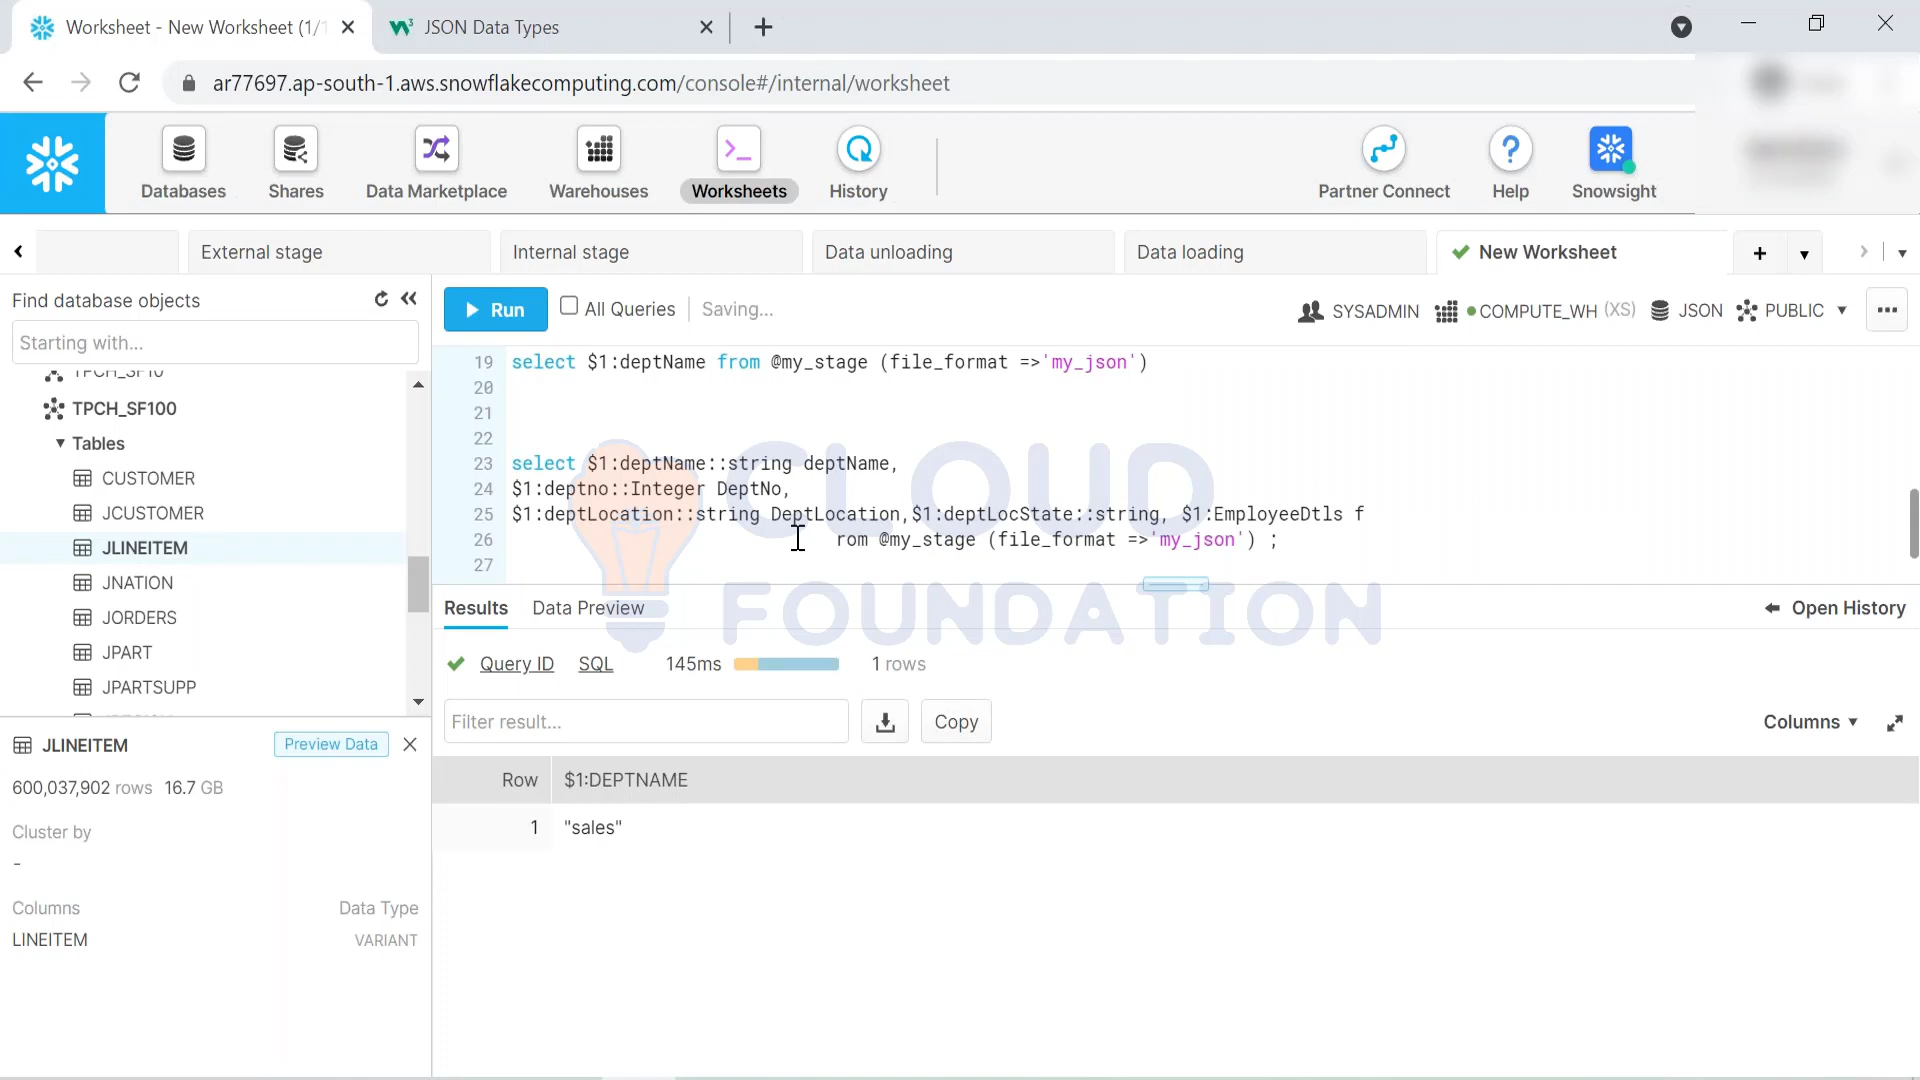 Worksheet - New Worksheet (1/1
JSON Data Types
ar77697.ap-south-1.aws.snowflakecomputing.com/console#/internal/worksheet
Databases
Shares
Data Marketplace
Warehouses
Worksheets
History
Partner Connect
Help
Snowsight
External stage
Internal stage
Data unloading
Data loading
New Worksheet
Find database objects
Starting with...
TPCH_SF10
TPCH_SF100
Tables
CUSTOMER
JCUSTOMER
JLINEITEM
JNATION
JORDERS
JPART
JPARTSUPP
JLINEITEM
Preview Data
600,037,902 rows 16.7 GB
Cluster by
-
Columns Data Type
LINEITEM VARIANT
Run
All Queries
Saving...
SYSADMIN
COMPUTE_WH (XS)
JSON
PUBLIC
19 select $1:deptName from @my_stage (file_format =>'my_json')
20
21
22
23 select $1:deptName::string deptName,
24 $1:deptno::Integer DeptNo,
25 $1:deptLocation::string DeptLocation,$1:deptLocState::string, $1:EmployeeDtls f
26 rom @my_stage (file_format =>'my_json') ;
27
CLOUD
FOUNDATION
Results
Data Preview
Open History
Query ID
SQL
145ms
1 rows
Filter result...
Copy
Columns
Row $1:DEPTNAME
1 "sales"